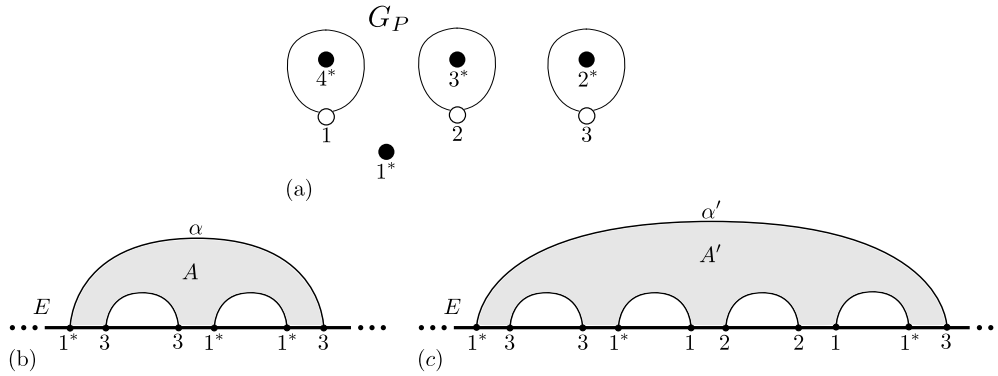 G_P
4* 3* 2*
1 2 3
1*
(a)
α α′
A A′
E E
1* 3 3 1* 1* 3 1* 3 3 1* 1 2 2 1 1* 3
(b) (c)